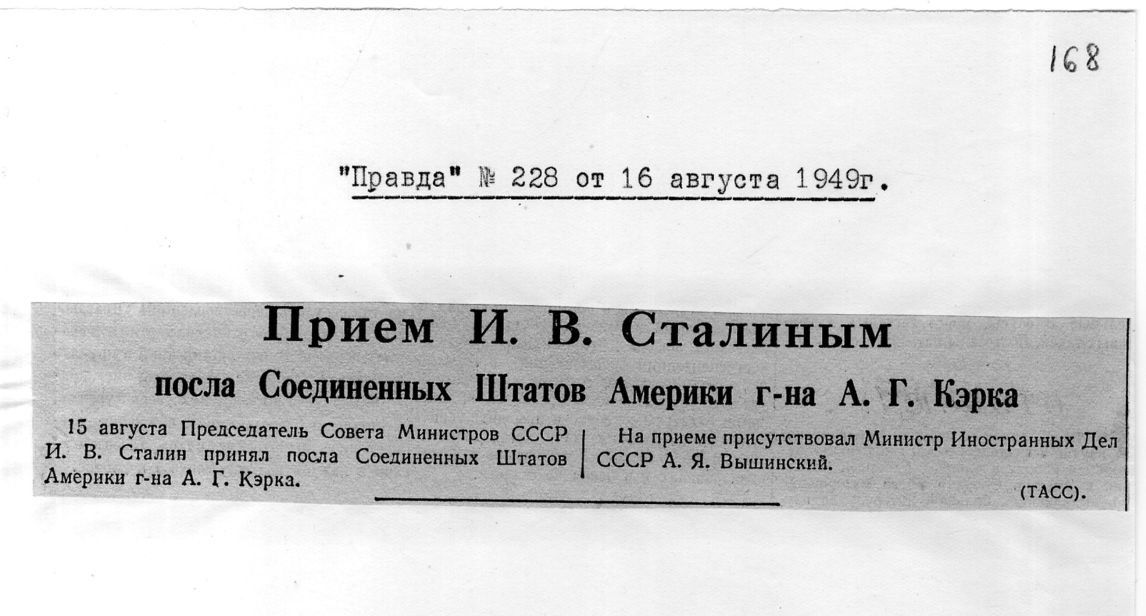 168
"Правда" № 228 от 16 августа 1949г.
Прием И. В. Сталиным
посла Соединенных Штатов Америки г-на А. Г. Кэрка
15 августа Председатель Совета Министров СССР
И. В. Сталин принял посла Соединенных Штатов
Америки г-на А. Г. Кэрка.
На приеме присутствовал Министр Иностранных Дел
СССР А. Я. Вышинский.
(ТАСС).